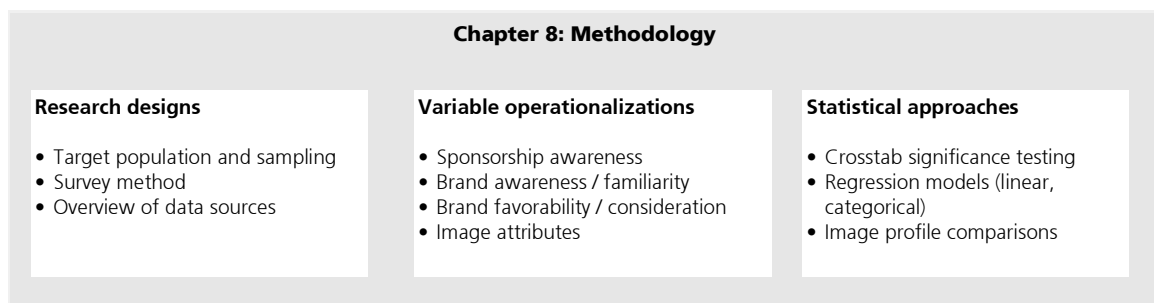 Chapter 8: Methodology
Research designs
• Target population and sampling
• Survey method
• Overview of data sources
Variable operationalizations
• Sponsorship awareness
• Brand awareness / familiarity
• Brand favorability / consideration
• Image attributes
Statistical approaches
• Crosstab significance testing
• Regression models (linear,
categorical)
• Image profile comparisons